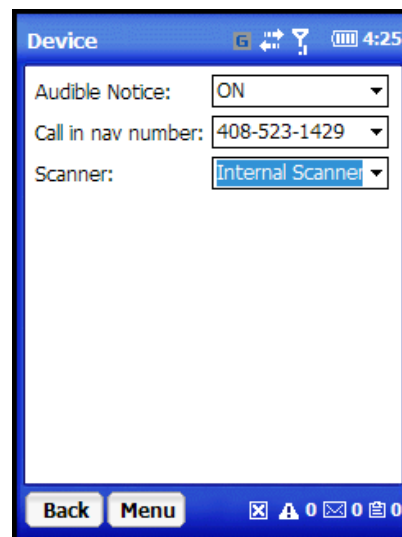 Device G 4:25
Audible Notice: ON
Call in nav number: 408-523-1429
Scanner: Internal Scanner
Back Menu 0 0 0